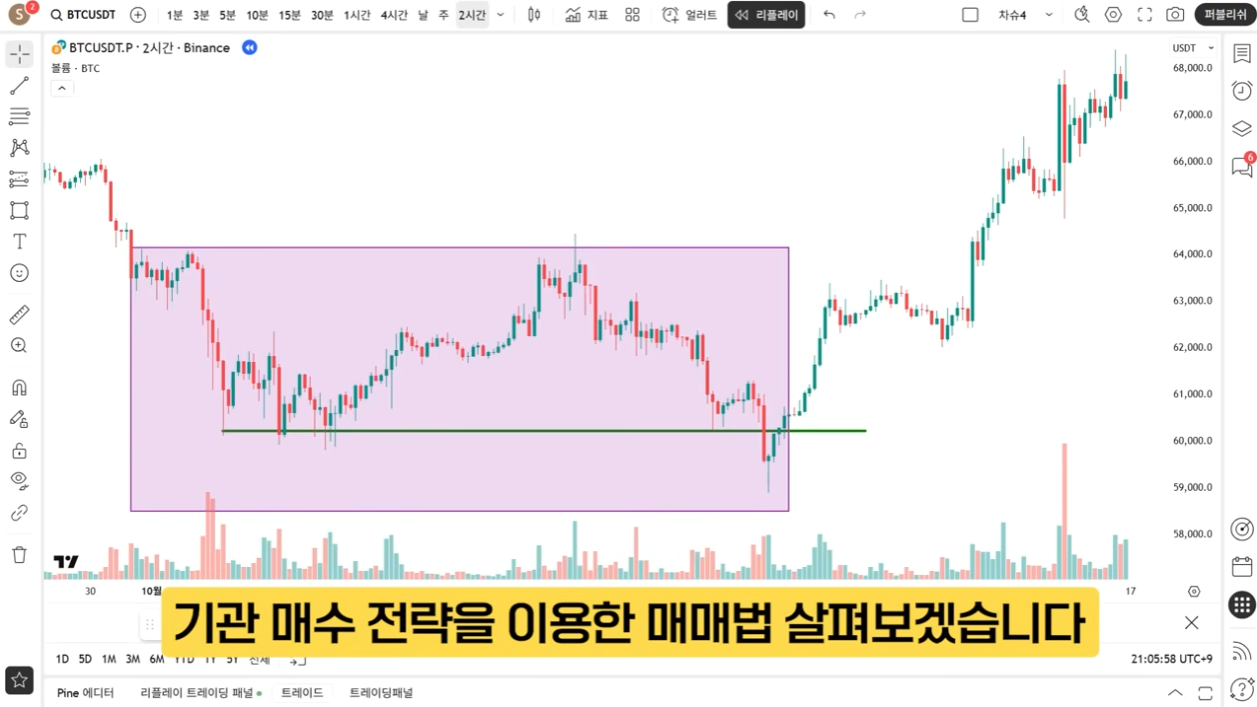 S 2 BTCUSDT 1분 3분 5분 10분 15분 30분 1시간 4시간 날 주 2시간 지표 얼러트 리플레이 차슈4 퍼블리쉬
BTCUSDT.P · 2시간 · Binance
볼륨 · BTC
USDT
68,000.0
67,000.0
66,000.0
65,000.0
64,000.0
63,000.0
62,000.0
61,000.0
60,000.0
59,000.0
58,000.0
6
30 10월 17
기관 매수 전략을 이용한 매매법 살펴보겠습니다
1D 5D 1M 3M 6M YTD 1Y 5Y 전체 21:05:58 UTC+9
Pine 에디터 리플레이 트레이딩 패널 트레이드 트레이딩패널